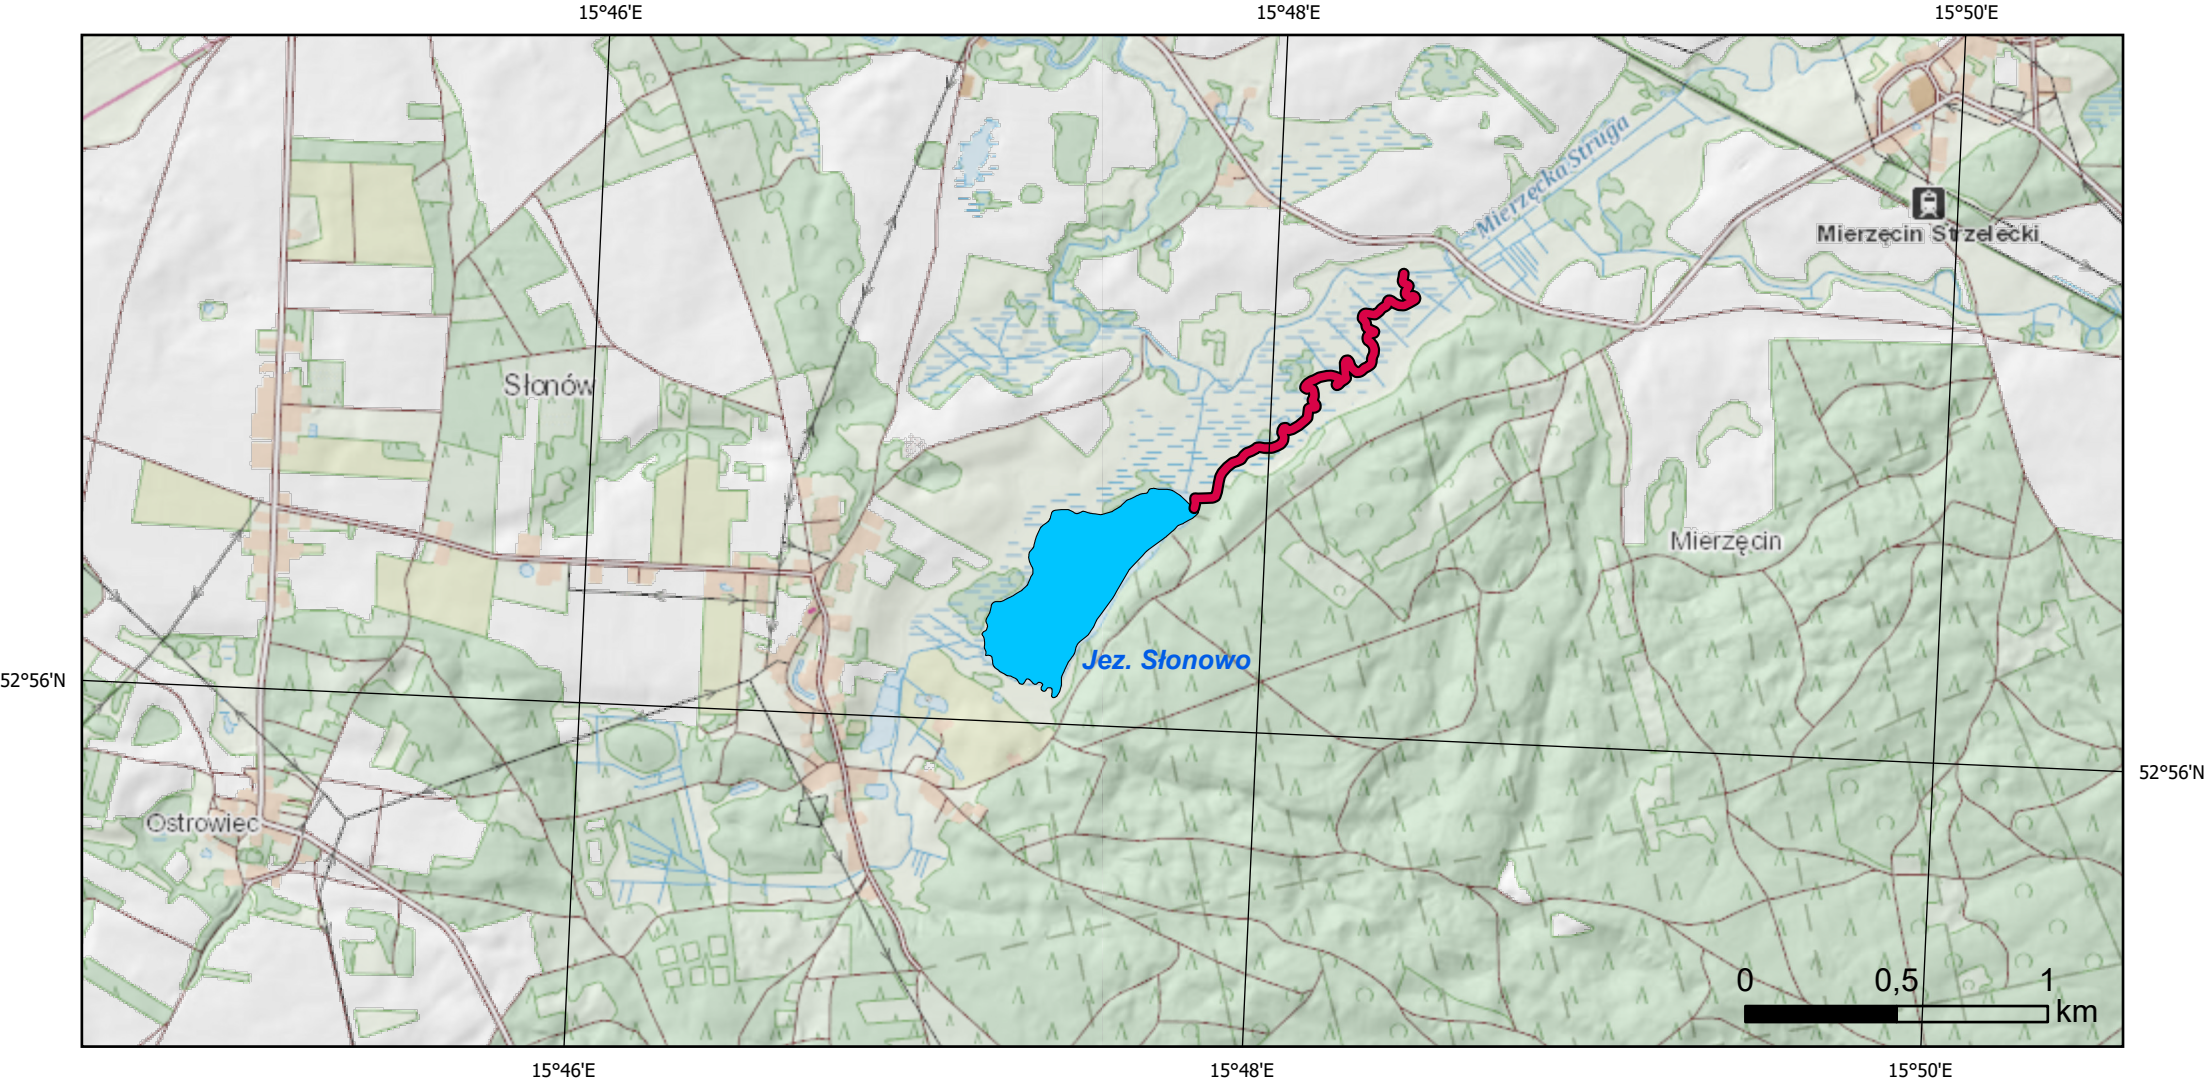 15°46'E
15°48'E
15°50'E
Mierzęcka Struga
Mierzęcin Strzelecki
Słonów
Mierzęcin
Jez. Słonowo
52°56'N
52°56'N
Ostrowiec
0 0,5 1
km
15°46'E
15°48'E
15°50'E